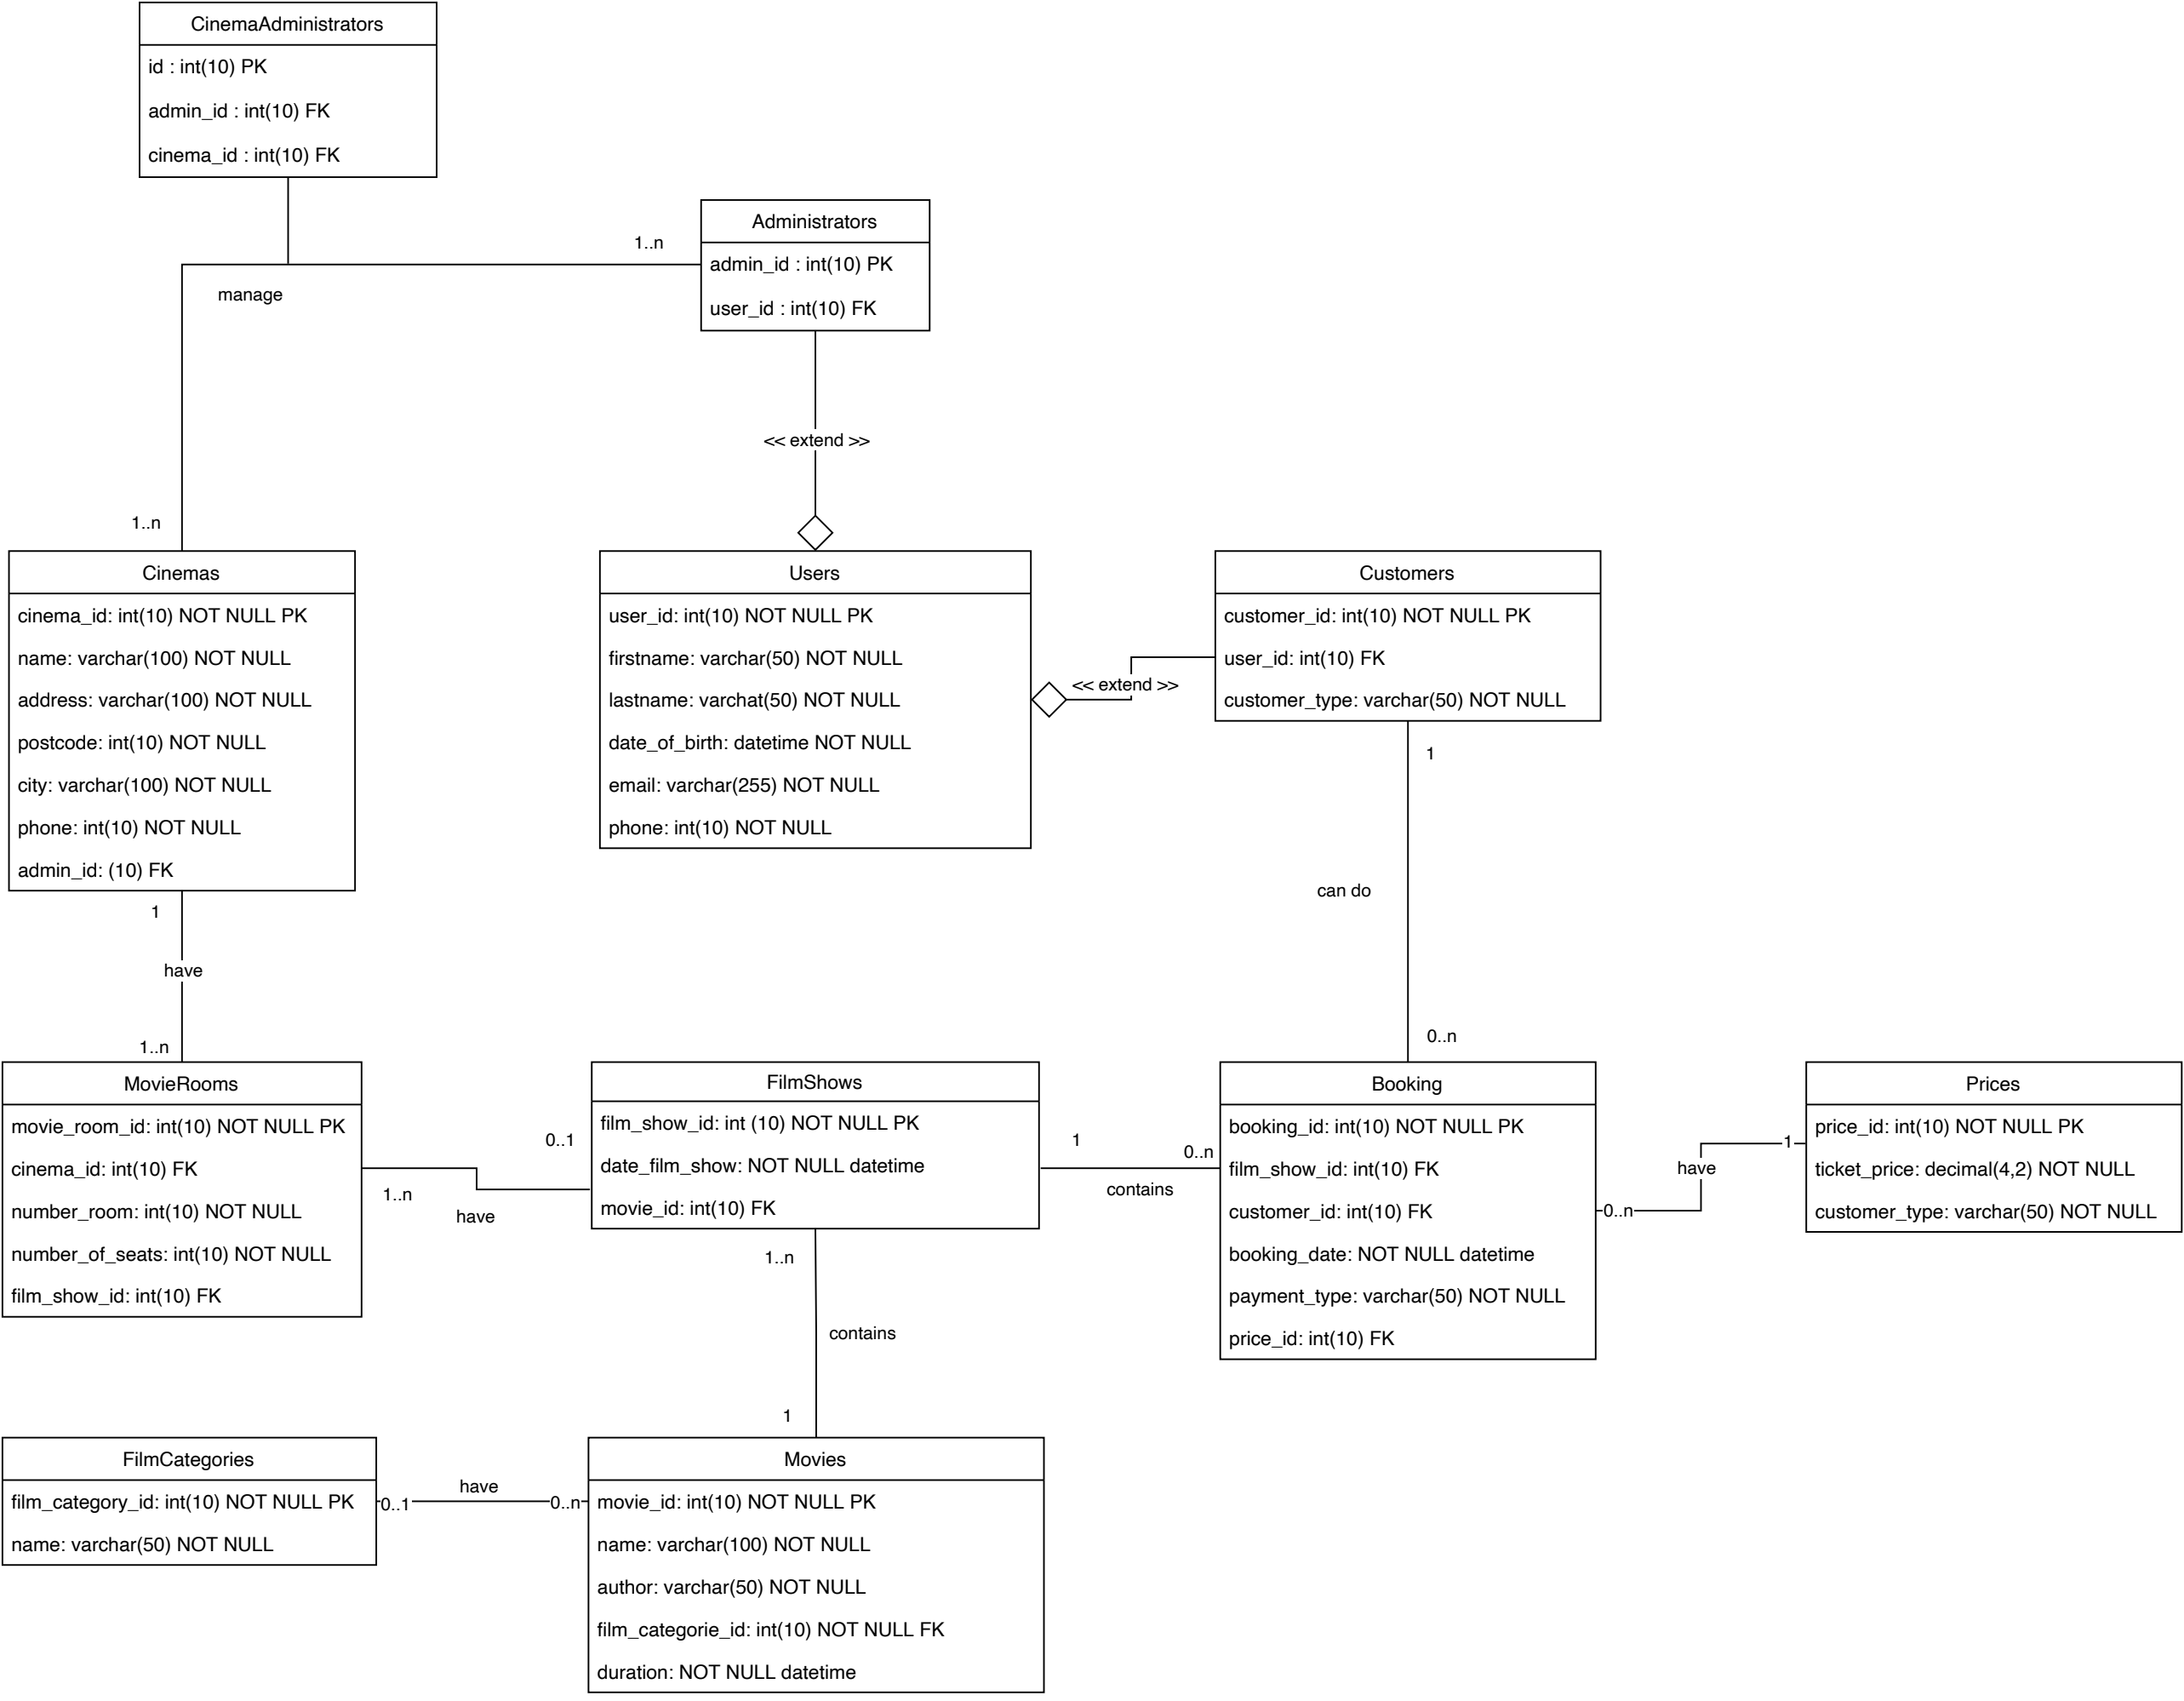 CinemaAdministrators
id : int(10) PK
admin_id : int(10) FK
cinema_id : int(10) FK
Administrators
admin_id : int(10) PK
user_id : int(10) FK
1..n
manage
1..n
<< extend >>
Cinemas
cinema_id: int(10) NOT NULL PK
name: varchar(100) NOT NULL
address: varchar(100) NOT NULL
postcode: int(10) NOT NULL
city: varchar(100) NOT NULL
phone: int(10) NOT NULL
admin_id: (10) FK
Users
user_id: int(10) NOT NULL PK
firstname: varchar(50) NOT NULL
lastname: varchat(50) NOT NULL
date_of_birth: datetime NOT NULL
email: varchar(255) NOT NULL
phone: int(10) NOT NULL
<< extend >>
Customers
customer_id: int(10) NOT NULL PK
user_id: int(10) FK
customer_type: varchar(50) NOT NULL
1
can do
0..n
1
have
1..n
MovieRooms
movie_room_id: int(10) NOT NULL PK
cinema_id: int(10) FK
number_room: int(10) NOT NULL
number_of_seats: int(10) NOT NULL
film_show_id: int(10) FK
1..n
have
0..1
FilmShows
film_show_id: int (10) NOT NULL PK
date_film_show: NOT NULL datetime
movie_id: int(10) FK
1
contains
0..n
Booking
booking_id: int(10) NOT NULL PK
film_show_id: int(10) FK
customer_id: int(10) FK
booking_date: NOT NULL datetime
payment_type: varchar(50) NOT NULL
price_id: int(10) FK
0..n
have
1
Prices
price_id: int(10) NOT NULL PK
ticket_price: decimal(4,2) NOT NULL
customer_type: varchar(50) NOT NULL
1..n
contains
1
FilmCategories
film_category_id: int(10) NOT NULL PK
name: varchar(50) NOT NULL
0..1
have
0..n
Movies
movie_id: int(10) NOT NULL PK
name: varchar(100) NOT NULL
author: varchar(50) NOT NULL
film_categorie_id: int(10) NOT NULL FK
duration: NOT NULL datetime